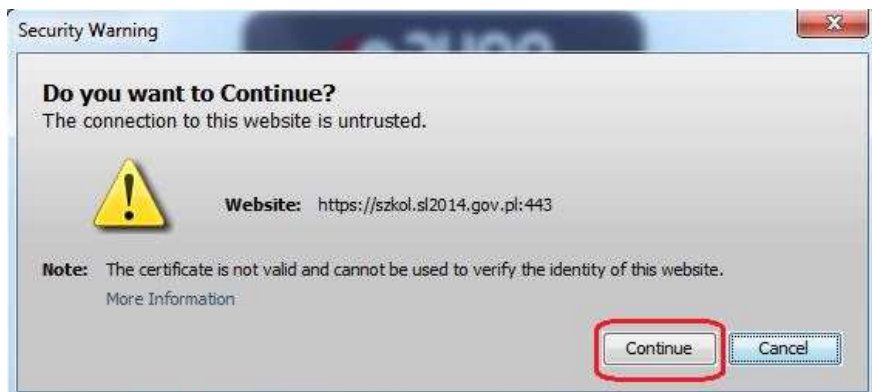 Security Warning
Do you want to Continue?
The connection to this website is untrusted.
Website: https://szkol.sl2014.gov.pl:443
Note: The certificate is not valid and cannot be used to verify the identity of this website.
More Information
Continue Cancel